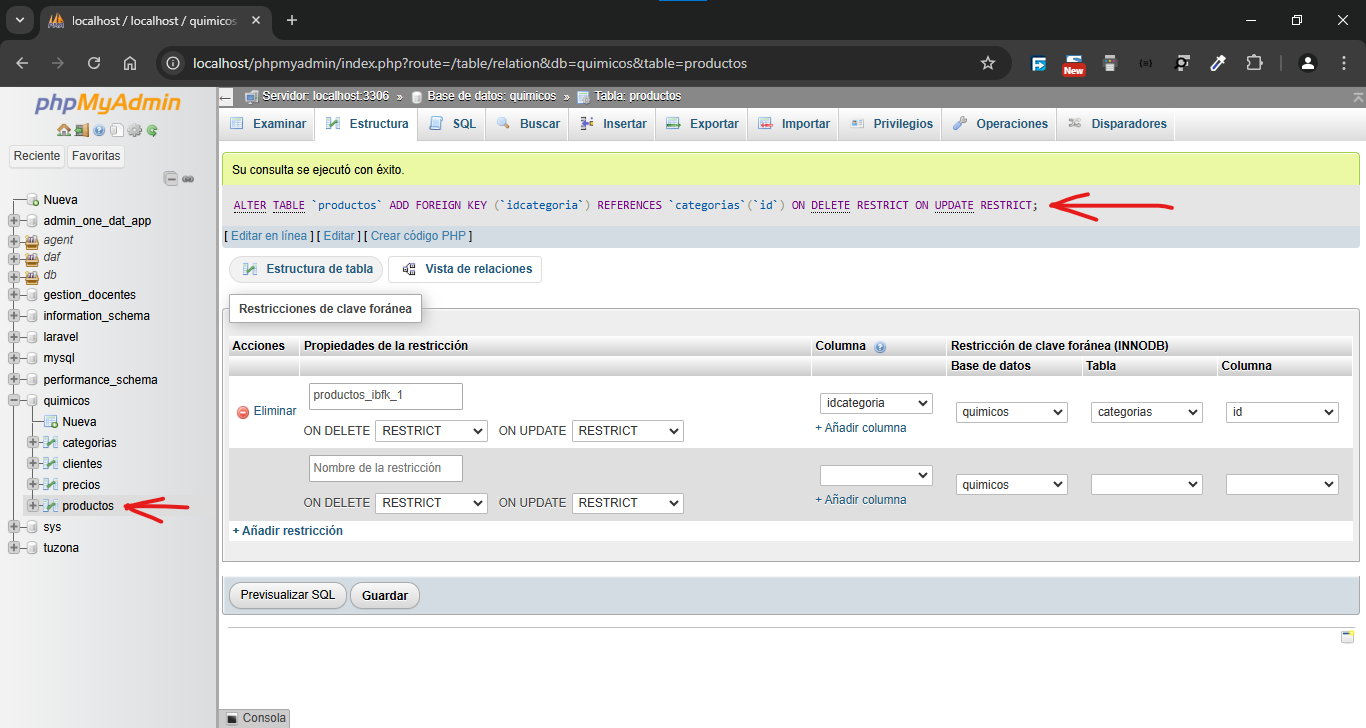 localhost / localhost / quimicos
localhost/phpmyadmin/index.php?route=/table/relation&db=quimicos&table=productos
New
phpMyAdmin
Reciente
Favoritas
Nueva
admin_one_dat_app
agent
daf
db
gestion_docentes
information_schema
laravel
mysql
performance_schema
quimicos
Nueva
categorias
clientes
precios
productos
sys
tuzona
Servidor: localhost:3306 » Base de datos: quimicos » Tabla: productos
Examinar Estructura SQL Buscar Insertar Exportar Importar Privilegios Operaciones Disparadores
Su consulta se ejecutó con éxito.
ALTER TABLE `productos` ADD FOREIGN KEY (`idcategoria`) REFERENCES `categorias`(`id`) ON DELETE RESTRICT ON UPDATE RESTRICT;
[ Editar en línea ] [ Editar ] [ Crear código PHP ]
Estructura de tabla Vista de relaciones
Restricciones de clave foránea
Acciones Propiedades de la restricción Columna Restricción de clave foránea (INNODB)
Base de datos Tabla Columna
Eliminar
productos_ibfk_1
ON DELETE RESTRICT ON UPDATE RESTRICT
idcategoria
+ Añadir columna
quimicos categorias id
Nombre de la restricción
ON DELETE RESTRICT ON UPDATE RESTRICT
+ Añadir columna
quimicos
+ Añadir restricción
Previsualizar SQL Guardar
Consola